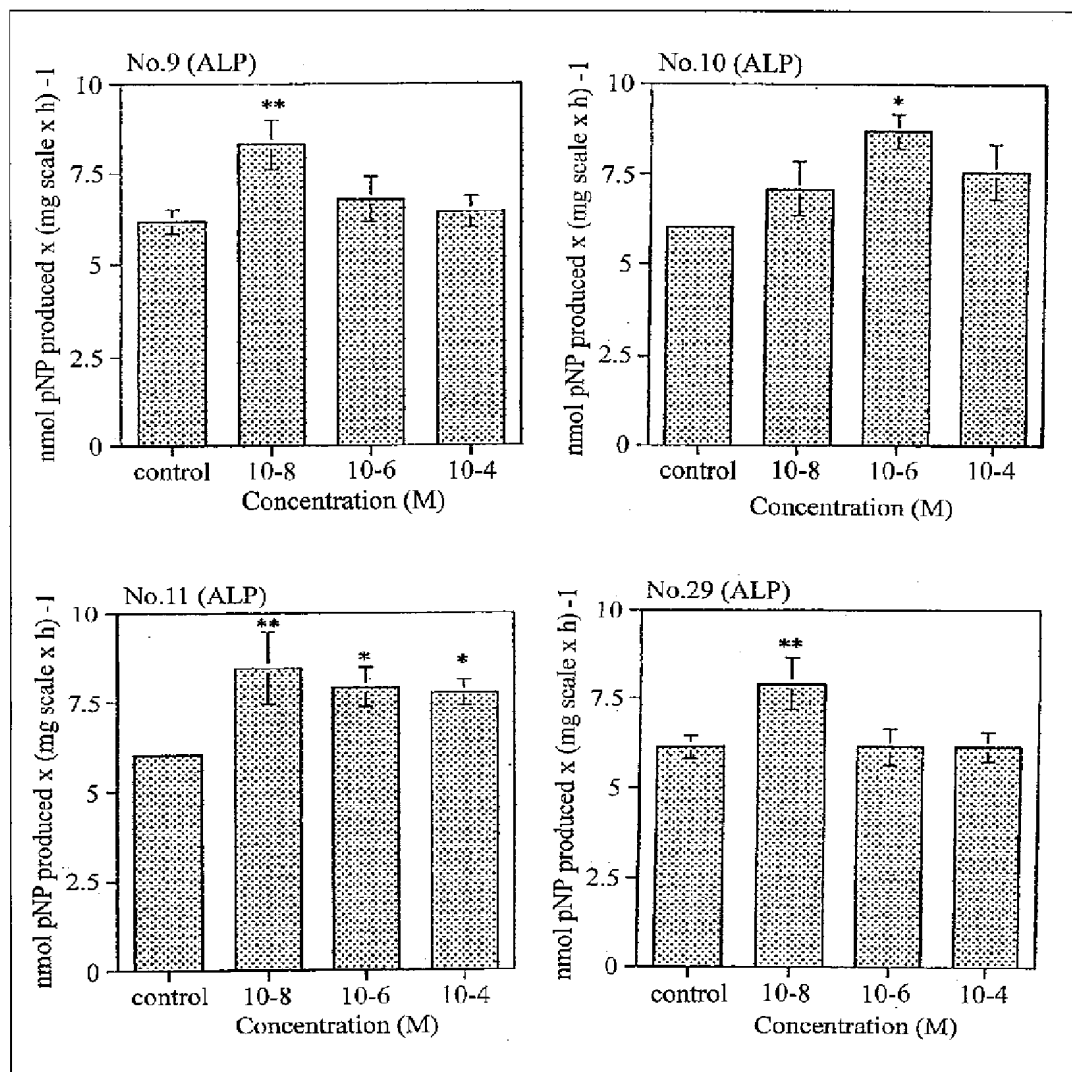 No.9 (ALP)
nmol pNP produced x (mg scale x h) -1
10
7.5
5
2.5
0
**
control 10-8 10-6 10-4
Concentration (M)
No.10 (ALP)
nmol pNP produced x (mg scale x h) -1
10
7.5
5
2.5
0
*
control 10-8 10-6 10-4
Concentration (M)
No.11 (ALP)
nmol pNP produced x (mg scale x h) -1
10
7.5
5
2.5
0
** * *
control 10-8 10-6 10-4
Concentration (M)
No.29 (ALP)
nmol pNP produced x (mg scale x h) -1
10
7.5
5
2.5
0
**
control 10-8 10-6 10-4
Concentration (M)